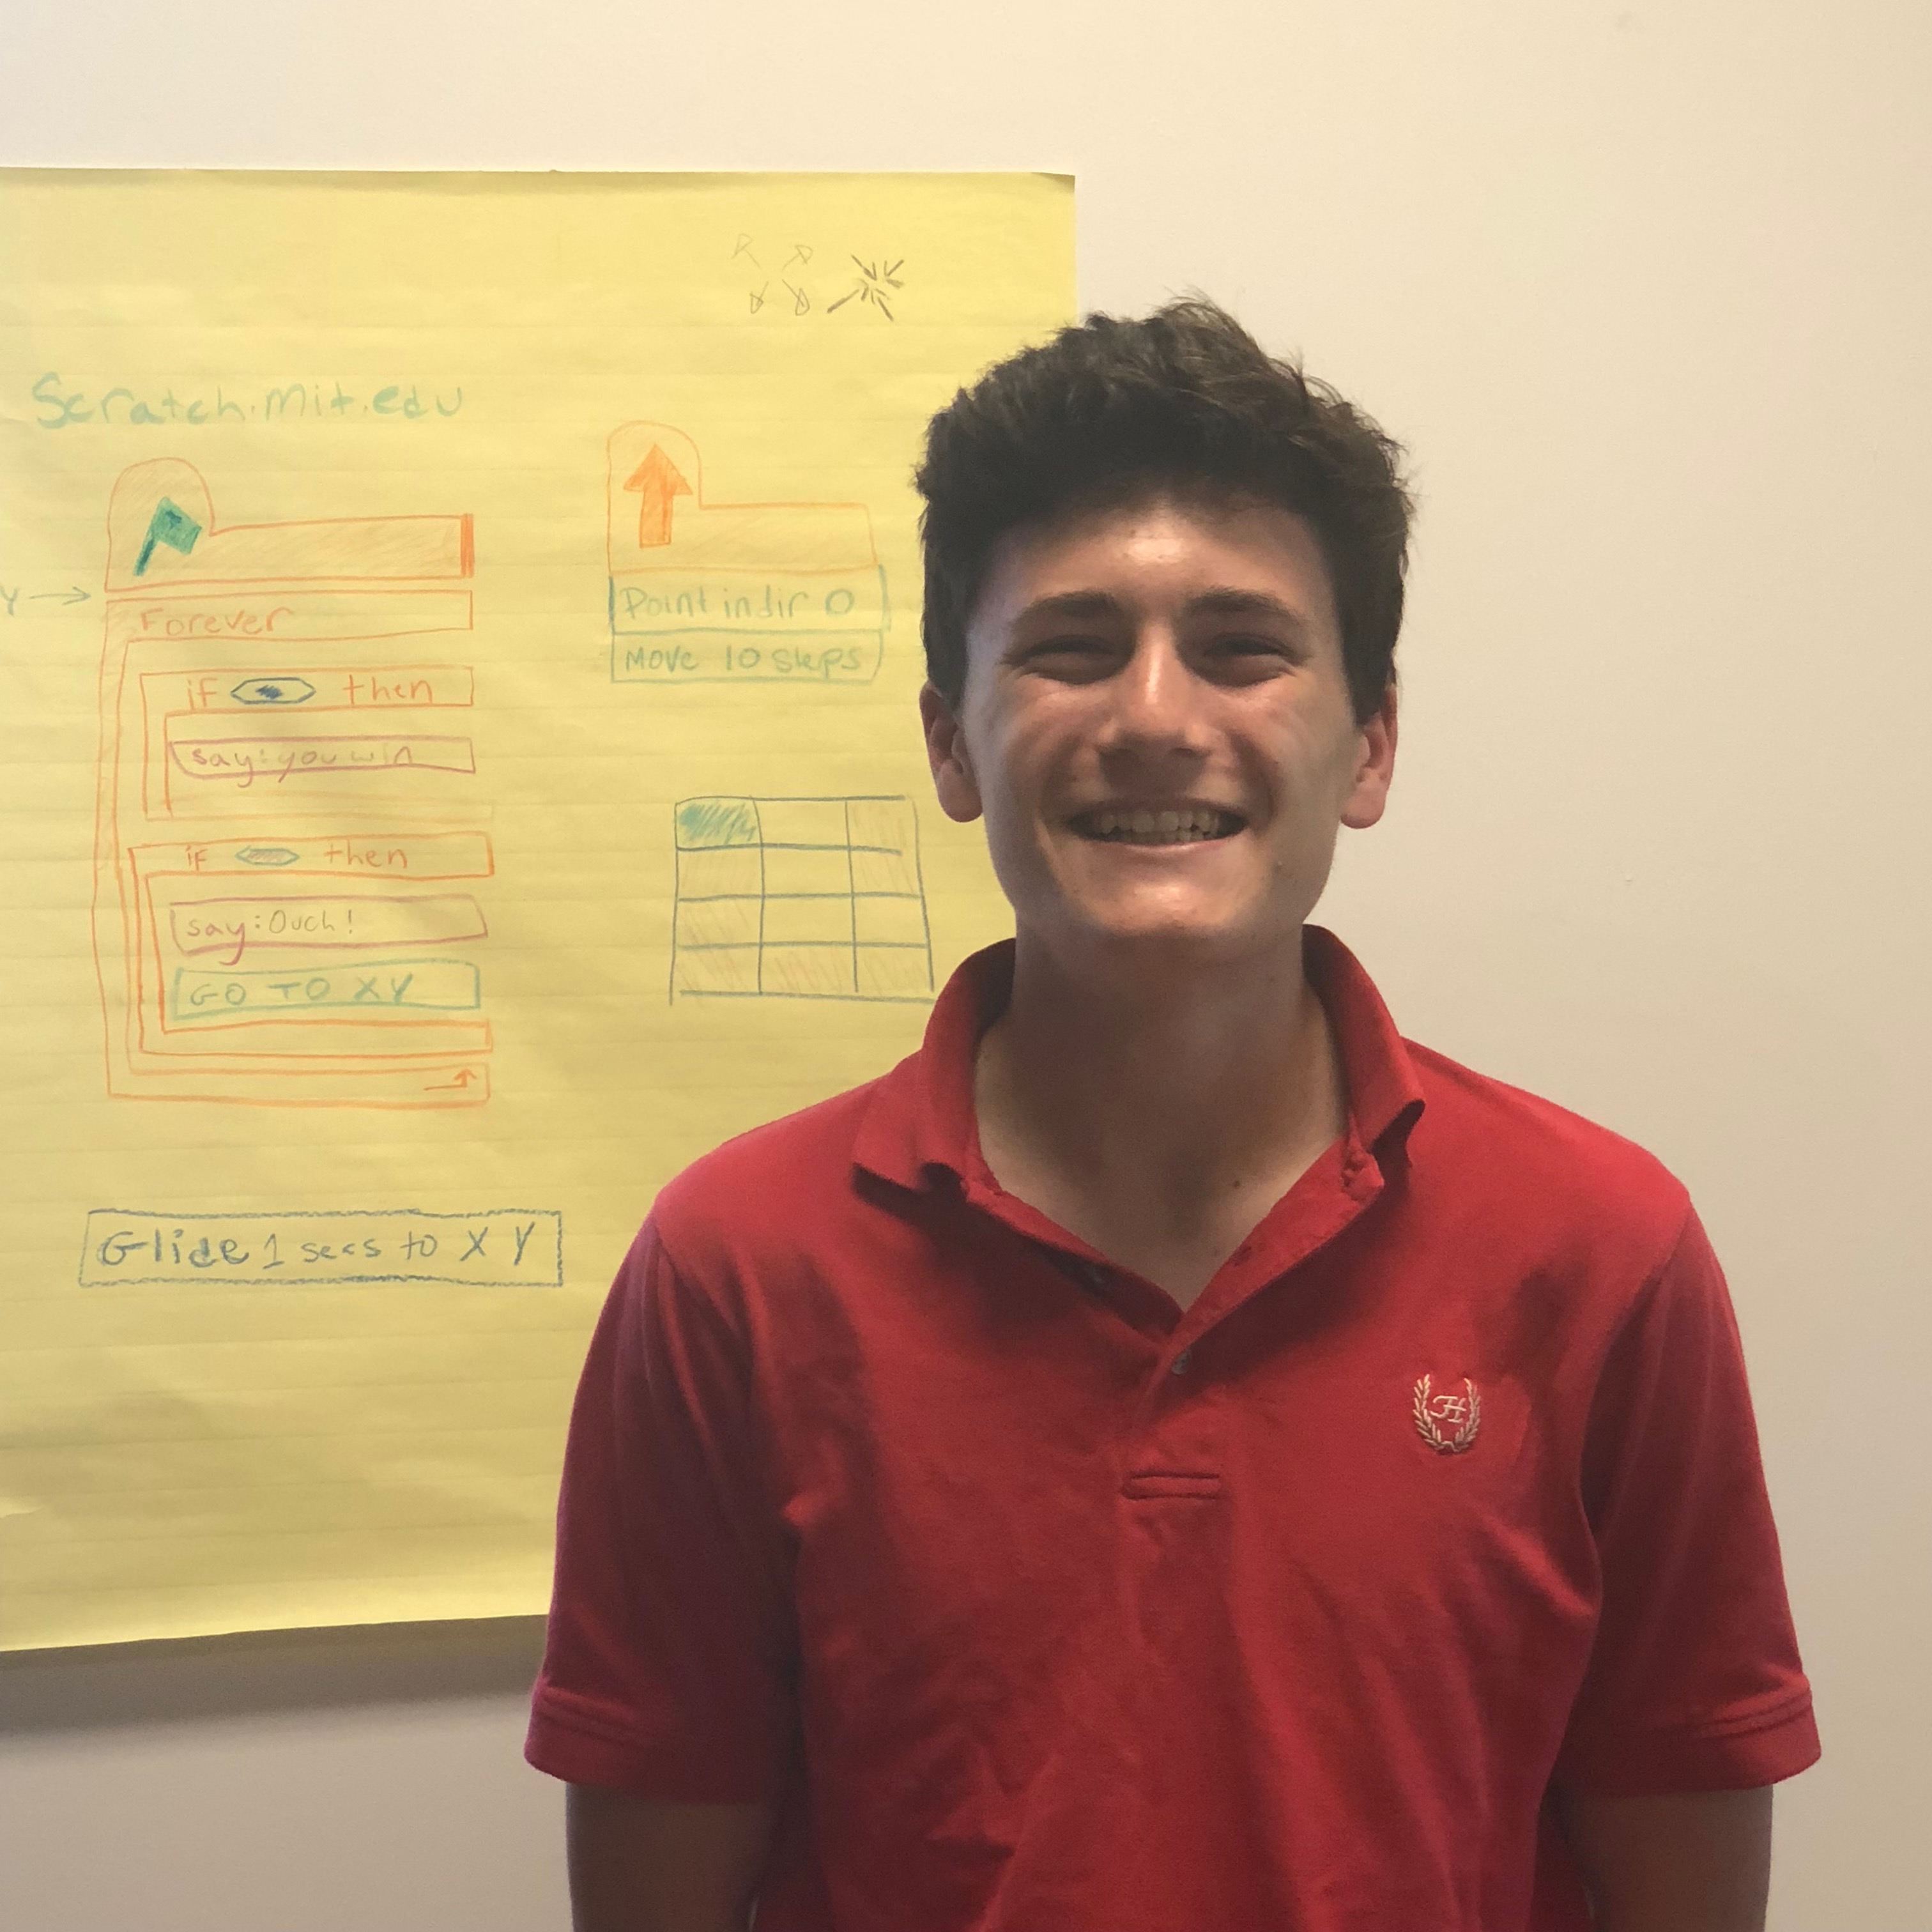 Scratch.mit.edu
Y
Forever
if then
say: you win
if then
say: Ouch!
GO TO XY
Point in dir 0
Move 10 steps
Glide 1 secs to X Y
H